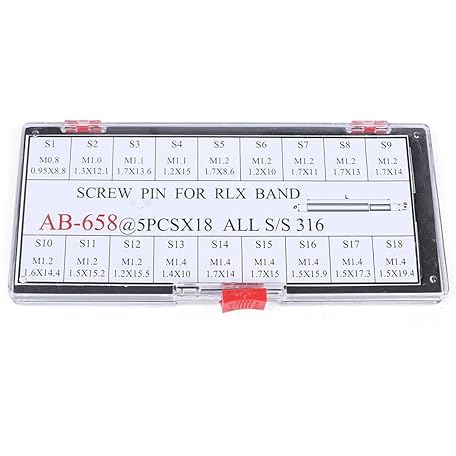 S1 S2 S3 S4 S5 S6 S7 S8 S9
M0.8 M1.0 M1.1 M1.1 M1.2 M1.2 M1.2 M1.2 M1.2
0.95X8.8 1.3X12.1 1.7X13.6 1.2X15 1.7X8.6 1.2X10 1.7X11 1.7X13 1.7X14
SCREW PIN FOR RLX BAND
L
AB-658@5PCSX18 ALL S/S 316
S10 S11 S12 S13 S14 S15 S16 S17 S18
M1.2 M1.2 M1.2 M1.4 M1.4 M1.4 M1.4 M1.4 M1.4
1.6X14.4 1.5X15.2 1.2X15.5 1.4X10 1.7X14 1.7X15 1.5X15.9 1.5X17.3 1.5X19.4